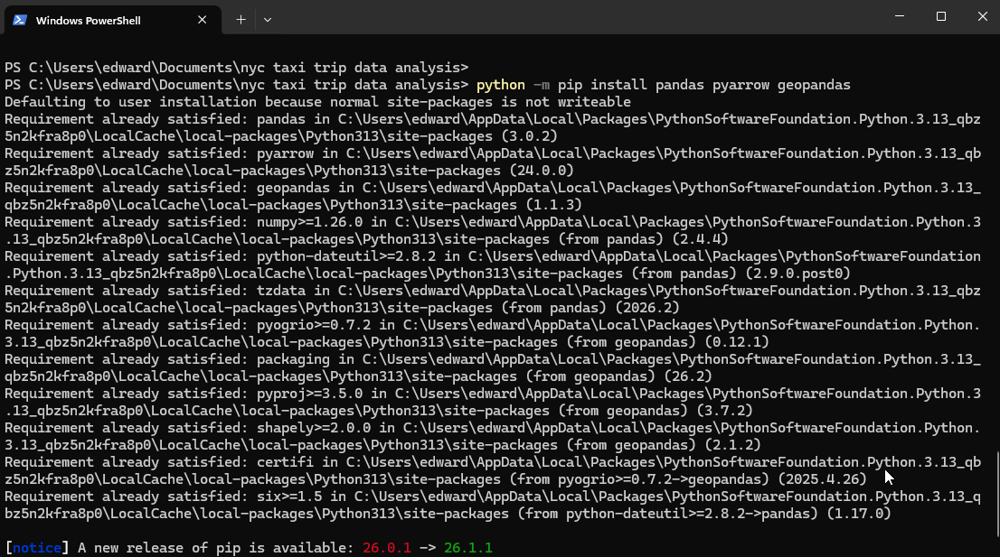 Windows PowerShell
PS C:\Users\edward\Documents\nyc taxi trip data analysis>
PS C:\Users\edward\Documents\nyc taxi trip data analysis> python -m pip install pandas pyarrow geopandas
Defaulting to user installation because normal site-packages is not writeable
Requirement already satisfied: pandas in C:\Users\edward\AppData\Local\Packages\PythonSoftwareFoundation.Python.3.13_qbz
5n2kfra8p0\LocalCache\local-packages\Python313\site-packages (3.0.2)
Requirement already satisfied: pyarrow in C:\Users\edward\AppData\Local\Packages\PythonSoftwareFoundation.Python.3.13_qb
z5n2kfra8p0\LocalCache\local-packages\Python313\site-packages (24.0.0)
Requirement already satisfied: geopandas in C:\Users\edward\AppData\Local\Packages\PythonSoftwareFoundation.Python.3.13_
qbz5n2kfra8p0\LocalCache\local-packages\Python313\site-packages (1.1.3)
Requirement already satisfied: numpy>=1.26.0 in C:\Users\edward\AppData\Local\Packages\PythonSoftwareFoundation.Python.3
.13_qbz5n2kfra8p0\LocalCache\local-packages\Python313\site-packages (from pandas) (2.4.4)
Requirement already satisfied: python-dateutil>=2.8.2 in C:\Users\edward\AppData\Local\Packages\PythonSoftwareFoundation
.Python.3.13_qbz5n2kfra8p0\LocalCache\local-packages\Python313\site-packages (from pandas) (2.9.0.post0)
Requirement already satisfied: tzdata in C:\Users\edward\AppData\Local\Packages\PythonSoftwareFoundation.Python.3.13_qbz
5n2kfra8p0\LocalCache\local-packages\Python313\site-packages (from pandas) (2026.2)
Requirement already satisfied: pyogrio>=0.7.2 in C:\Users\edward\AppData\Local\Packages\PythonSoftwareFoundation.Python.
3.13_qbz5n2kfra8p0\LocalCache\local-packages\Python313\site-packages (from geopandas) (0.12.1)
Requirement already satisfied: packaging in C:\Users\edward\AppData\Local\Packages\PythonSoftwareFoundation.Python.3.13_
qbz5n2kfra8p0\LocalCache\local-packages\Python313\site-packages (from geopandas) (26.2)
Requirement already satisfied: pyproj>=3.5.0 in C:\Users\edward\AppData\Local\Packages\PythonSoftwareFoundation.Python.3
.13_qbz5n2kfra8p0\LocalCache\local-packages\Python313\site-packages (from geopandas) (3.7.2)
Requirement already satisfied: shapely>=2.0.0 in C:\Users\edward\AppData\Local\Packages\PythonSoftwareFoundation.Python.
3.13_qbz5n2kfra8p0\LocalCache\local-packages\Python313\site-packages (from geopandas) (2.1.2)
Requirement already satisfied: certifi in C:\Users\edward\AppData\Local\Packages\PythonSoftwareFoundation.Python.3.13_qb
z5n2kfra8p0\LocalCache\local-packages\Python313\site-packages (from pyogrio>=0.7.2->geopandas) (2025.4.26)
Requirement already satisfied: six>=1.5 in C:\Users\edward\AppData\Local\Packages\PythonSoftwareFoundation.Python.3.13_q
bz5n2kfra8p0\LocalCache\local-packages\Python313\site-packages (from python-dateutil>=2.8.2->pandas) (1.17.0)
[notice] A new release of pip is available: 26.0.1 -> 26.1.1